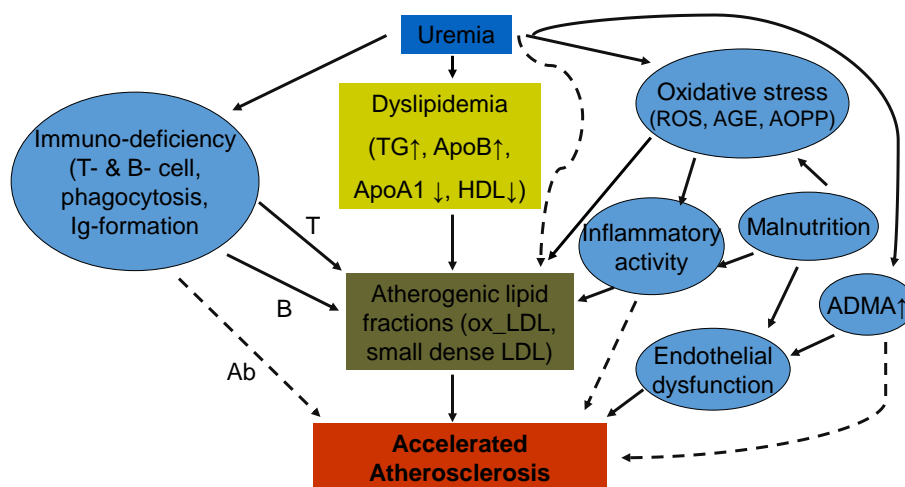 Uremia
Dyslipidemia
(TG↑, ApoB↑,
ApoA1 ↓, HDL↓)
Oxidative stress
(ROS, AGE, AOPP)
Immuno-deficiency
(T- & B- cell,
phagocytosis,
Ig-formation
T
B
Ab
Inflammatory
activity
Malnutrition
ADMA↑
Atherogenic lipid
fractions (ox_LDL,
small dense LDL)
Endothelial
dysfunction
Accelerated
Atherosclerosis